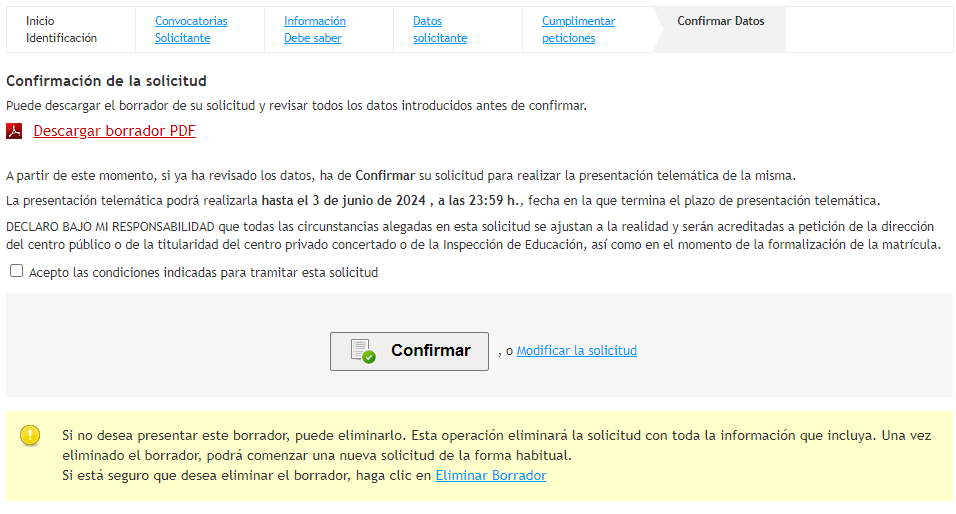 Inicio
Identificación
Convocatorias
Solicitante
Información
Debe saber
Datos
solicitante
Cumplimentar
peticiones
Confirmar Datos
Confirmación de la solicitud
Puede descargar el borrador de su solicitud y revisar todos los datos introducidos antes de confirmar.
Descargar borrador PDF
A partir de este momento, si ya ha revisado los datos, ha de Confirmar su solicitud para realizar la presentación telemática de la misma.
La presentación telemática podrá realizarla hasta el 3 de junio de 2024 , a las 23:59 h., fecha en la que termina el plazo de presentación telemática.
DECLARO BAJO MI RESPONSABILIDAD que todas las circunstancias alegadas en esta solicitud se ajustan a la realidad y serán acreditadas a petición de la dirección
del centro público o de la titularidad del centro privado concertado o de la Inspección de Educación, así como en el momento de la formalización de la matrícula.
Acepto las condiciones indicadas para tramitar esta solicitud
Confirmar , o Modificar la solicitud
Si no desea presentar este borrador, puede eliminarlo. Esta operación eliminará la solicitud con toda la información que incluya. Una vez
eliminado el borrador, podrá comenzar una nueva solicitud de la forma habitual.
Si está seguro que desea eliminar el borrador, haga clic en Eliminar Borrador